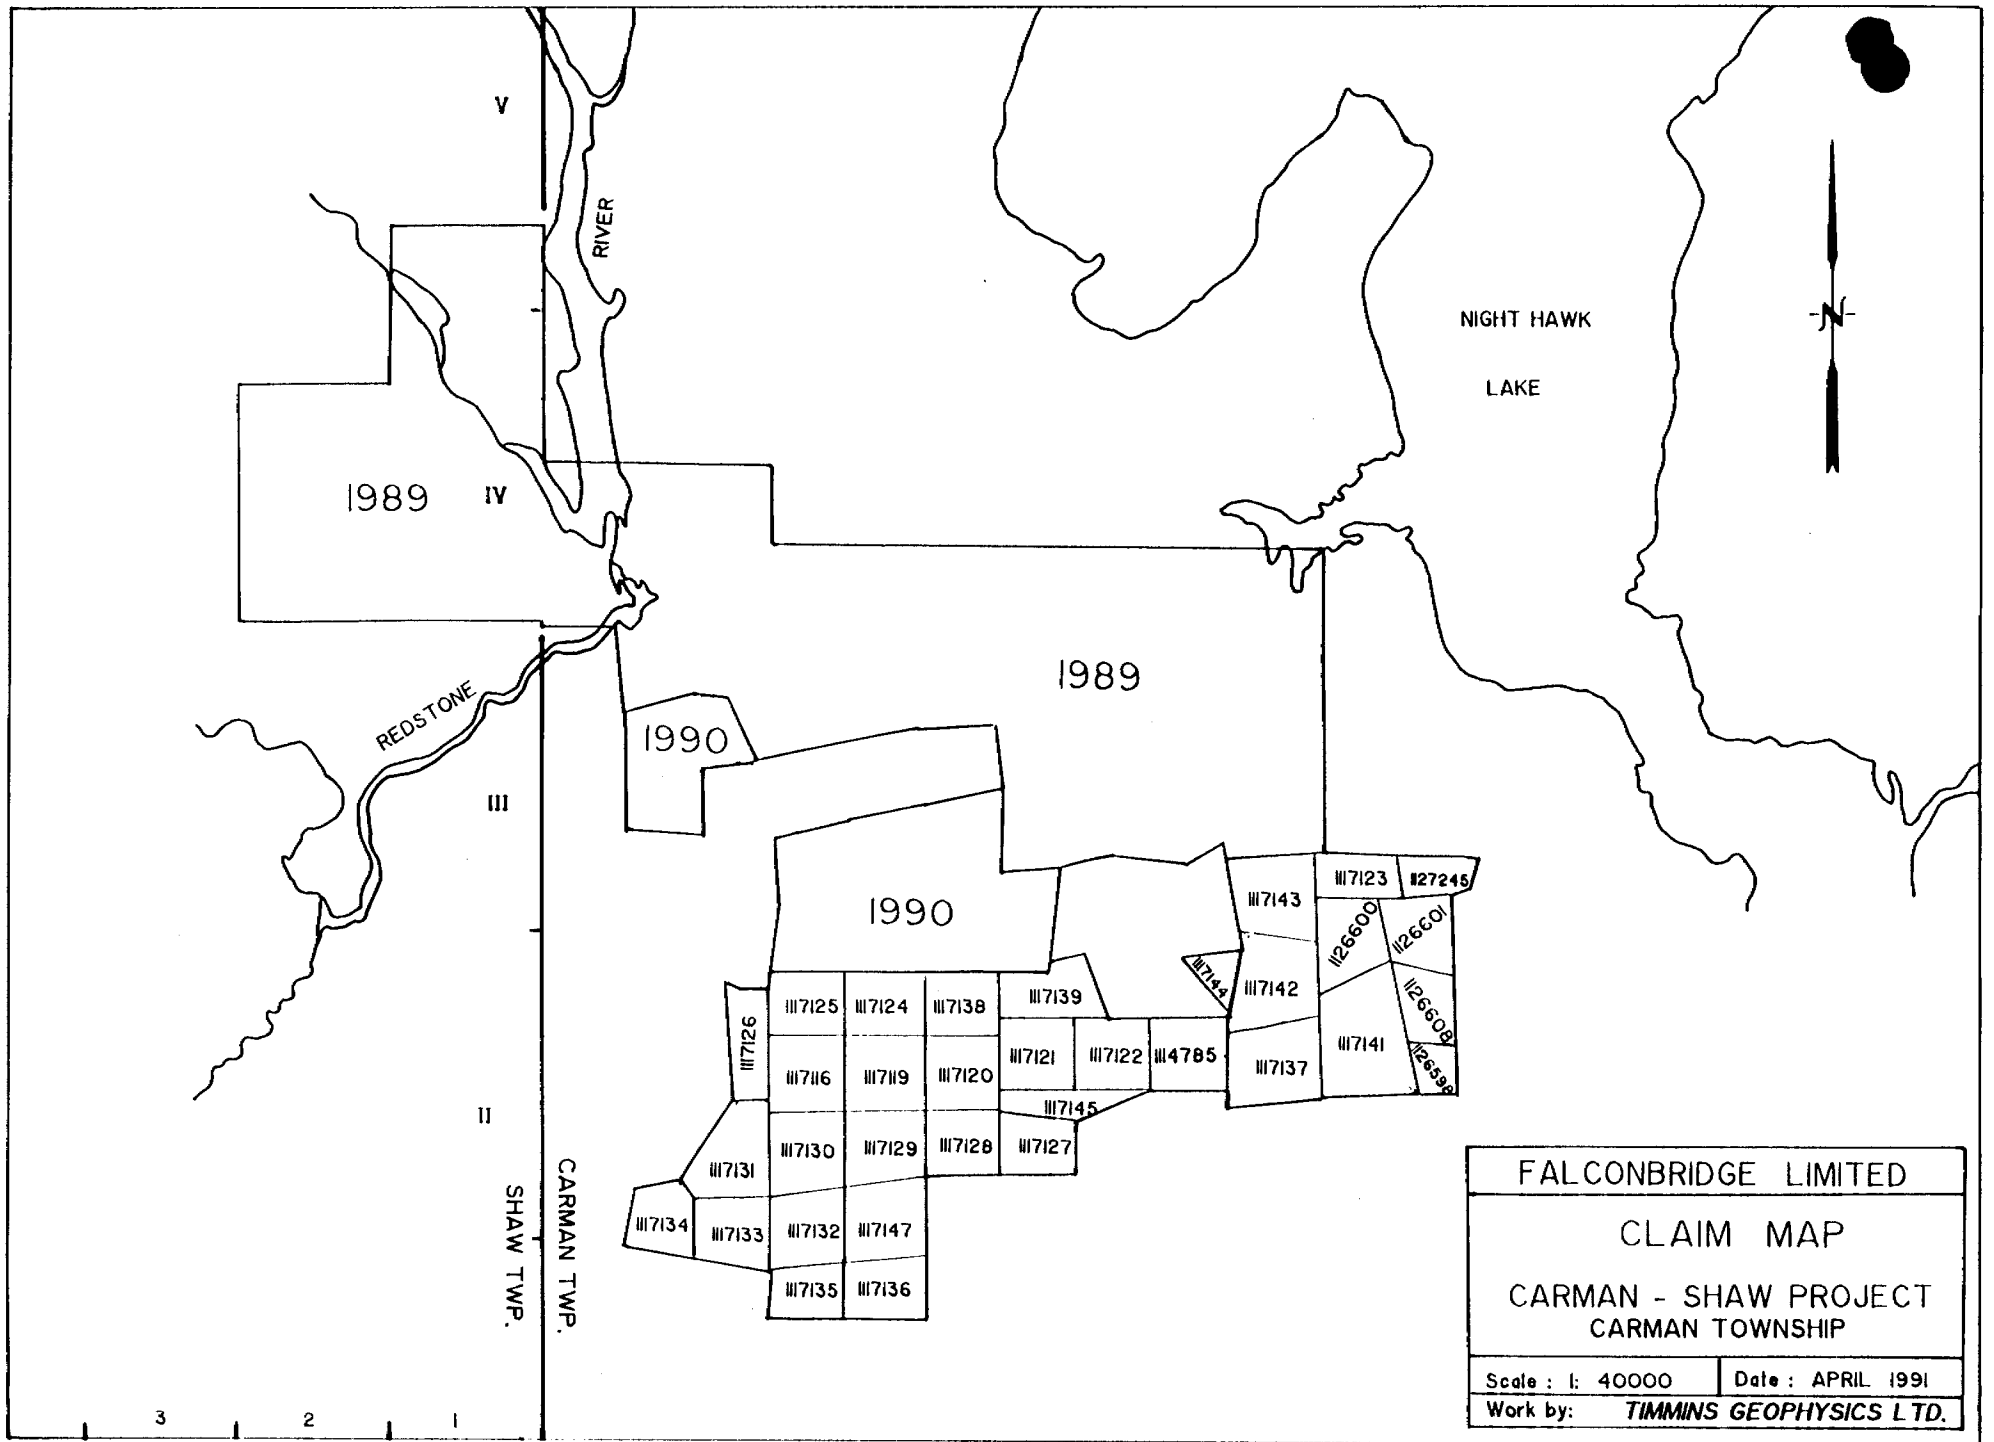 V
RIVER
N
NIGHT HAWK
LAKE
1989
IV
1989
REDSTONE
1990
III
1990
1117143
1117123
1127245
1126600
1126601
1117144
1117142
1126608
1117139
1117125
1117124
1117138
1117126
1117121
1117122
1114785
1117141
1126598
1117137
1117116
1117119
1117120
1117145
II
1117131
1117130
1117129
1117128
1117127
1117134
1117133
1117132
1117147
1117135
1117136
CARMAN TWP.
SHAW TWP.
3 2 1
FALCONBRIDGE LIMITED
CLAIM MAP
CARMAN - SHAW PROJECT
CARMAN TOWNSHIP
Scale : 1: 40000
Date : APRIL 1991
Work by: TIMMINS GEOPHYSICS LTD.